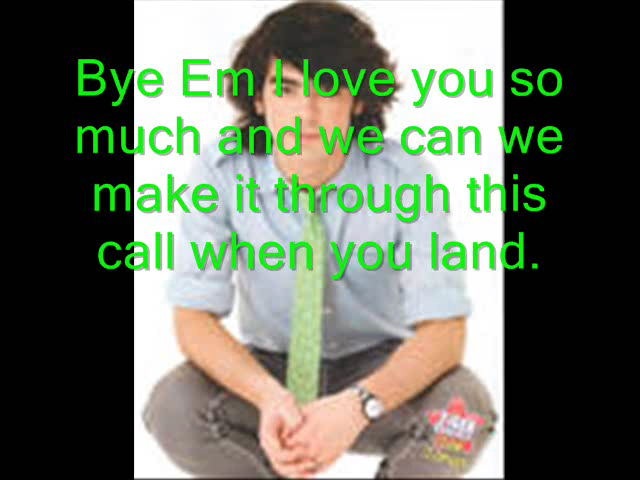 Bye Em I love you so
much and we can we
make it through this
call when you land.